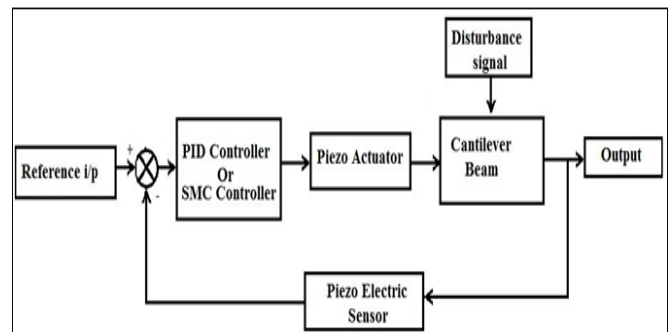 Disturbance
signal
Reference i/p
+
-
PID Controller
Or
SMC Controller
Piezo Actuator
Cantilever
Beam
Output
Piezo Electric
Sensor